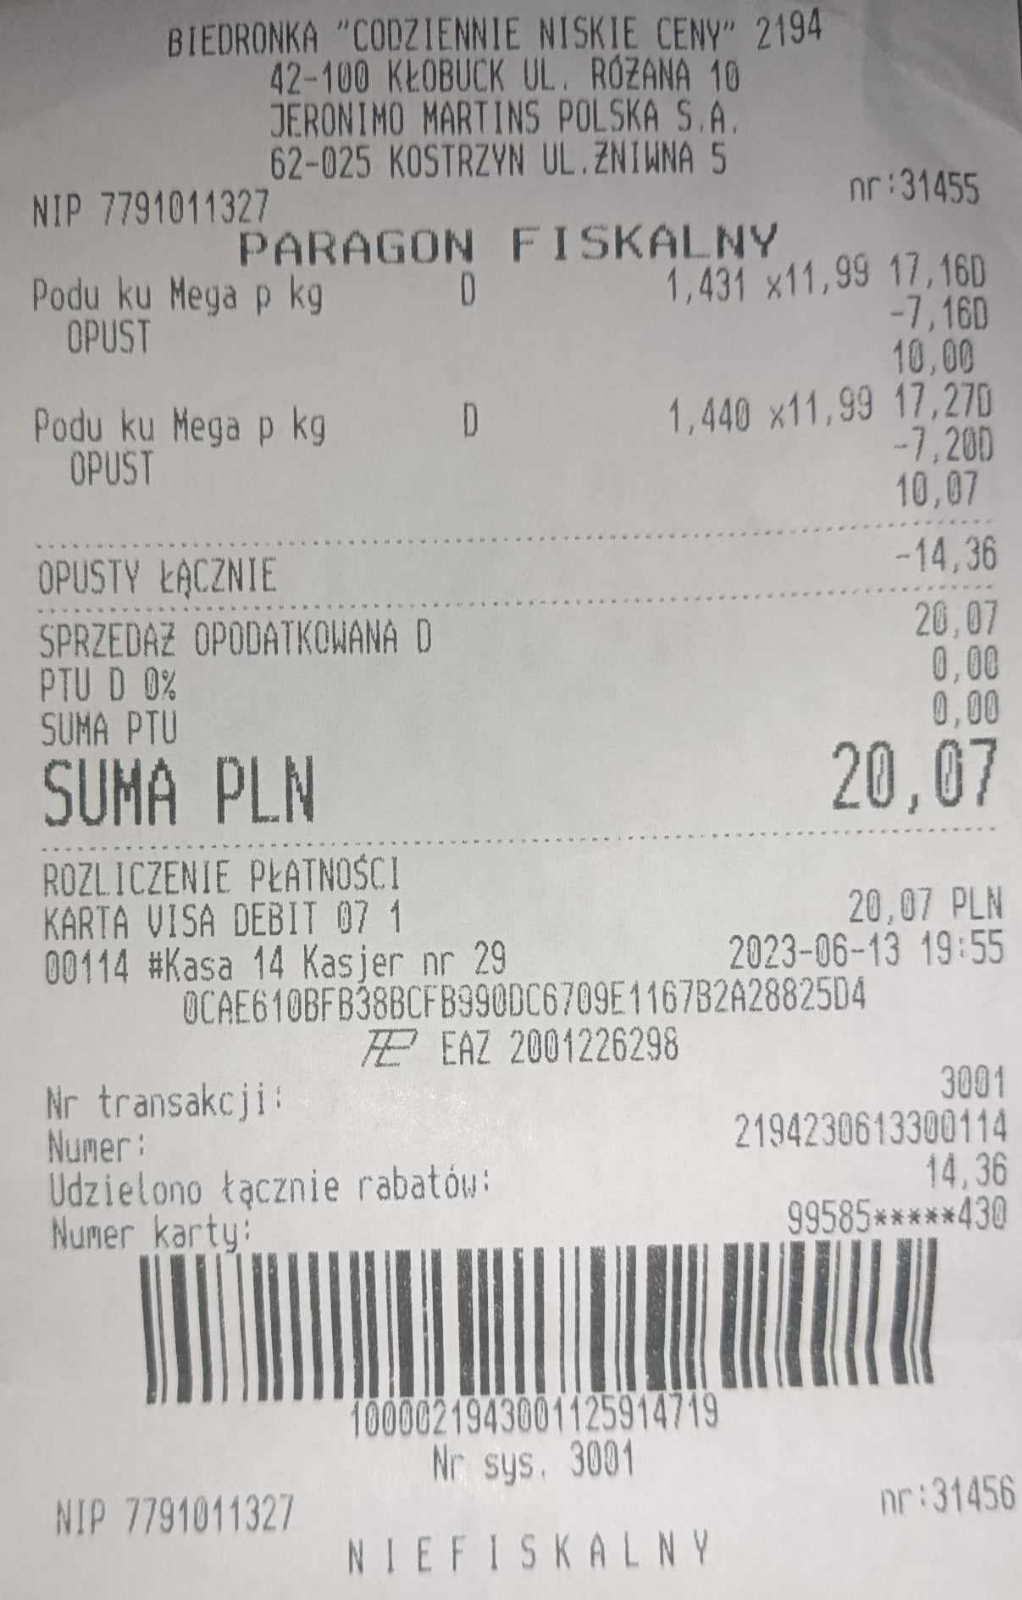 BIEDRONKA "CODZIENNIE NISKIE CENY" 2194
42-100 KŁOBUCK UL. RÓŻANA 10
JERONIMO MARTINS POLSKA S.A.
62-025 KOSTRZYN UL.ŻNIWNA 5
NIP 7791011327 nr:31455
PARAGON FISKALNY
Podu ku Mega p kg D 1,431 x11,99 17,16D
OPUST -7,16D
10,00
Podu ku Mega p kg D 1,440 x11,99 17,27D
OPUST -7,20D
10,07
OPUSTY ŁĄCZNIE -14,36
SPRZEDAŻ OPODATKOWANA D 20,07
PTU D 0% 0,00
SUMA PTU 0,00
SUMA PLN 20,07
ROZLICZENIE PŁATNOŚCI
KARTA VISA DEBIT 07 1 20,07 PLN
00114 #Kasa 14 Kasjer nr 29 2023-06-13 19:55
0CAE610BFB38BCFB990DC6709E1167B2A28825D4
EAZ 2001226298
Nr transakcji: 3001
Numer: 2194230613300114
Udzielono łącznie rabatów: 14,36
Numer karty: 99585*****430
1000021943001125914719
Nr sys. 3001
NIP 7791011327 nr:31456
NIEFISKALNY